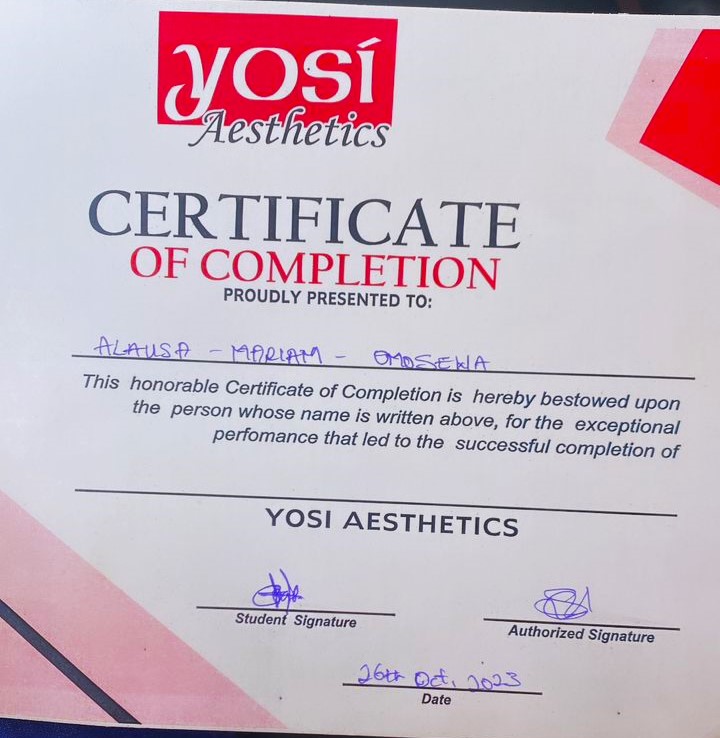 yosí
Aesthetics
CERTIFICATE
OF COMPLETION
PROUDLY PRESENTED TO:
ALAUSA - MARIAM - OMOSEWA
This honorable Certificate of Completion is hereby bestowed upon
the person whose name is written above, for the exceptional
perfomance that led to the successful completion of
YOSI AESTHETICS
Student Signature
Authorized Signature
26th Oct, 2023
Date